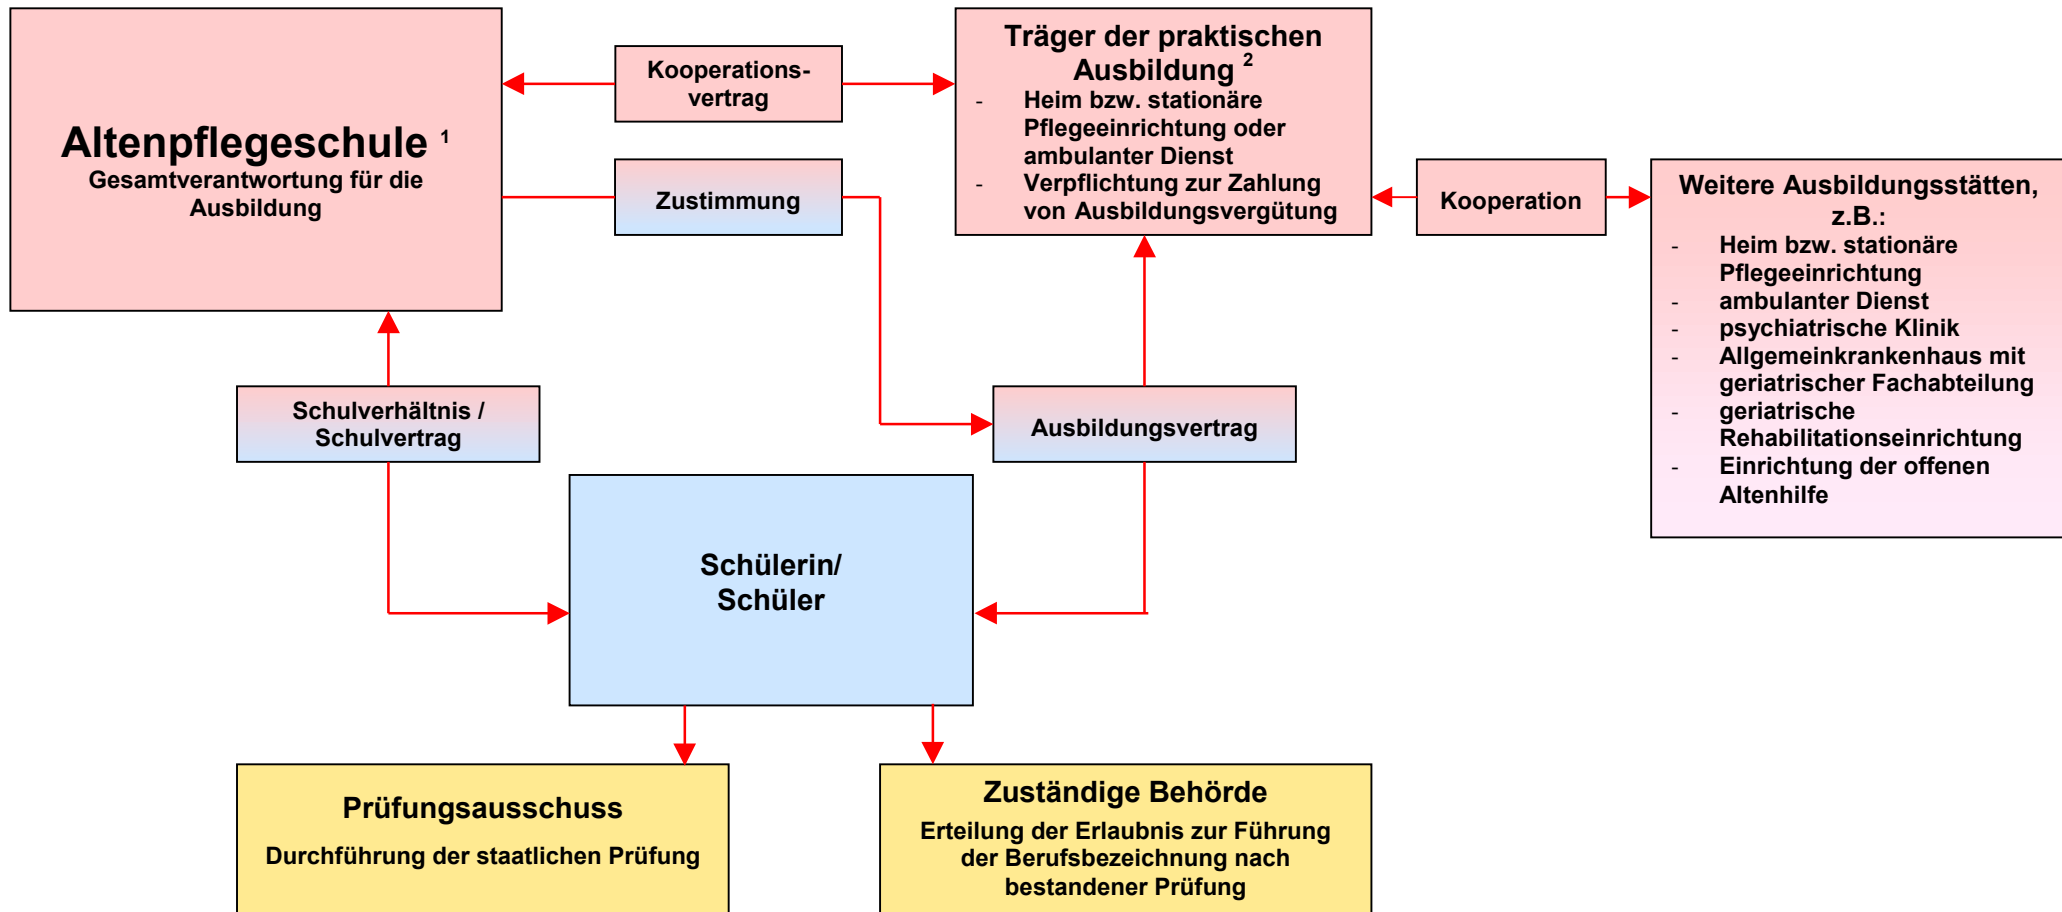 Altenpflegeschule ¹
Gesamtverantwortung für die
Ausbildung
Kooperations-
vertrag
Zustimmung
Träger der praktischen
Ausbildung ²
- Heim bzw. stationäre
Pflegeeinrichtung oder
ambulanter Dienst
- Verpflichtung zur Zahlung
von Ausbildungsvergütung
Kooperation
Weitere Ausbildungsstätten,
z.B.:
- Heim bzw. stationäre
Pflegeeinrichtung
- ambulanter Dienst
- psychiatrische Klinik
- Allgemeinkrankenhaus mit
geriatrischer Fachabteilung
- geriatrische
Rehabilitationseinrichtung
- Einrichtung der offenen
Altenhilfe
Schulverhältnis /
Schulvertrag
Ausbildungsvertrag
Schülerin/
Schüler
Prüfungsausschuss
Durchführung der staatlichen Prüfung
Zuständige Behörde
Erteilung der Erlaubnis zur Führung
der Berufsbezeichnung nach
bestandener Prüfung